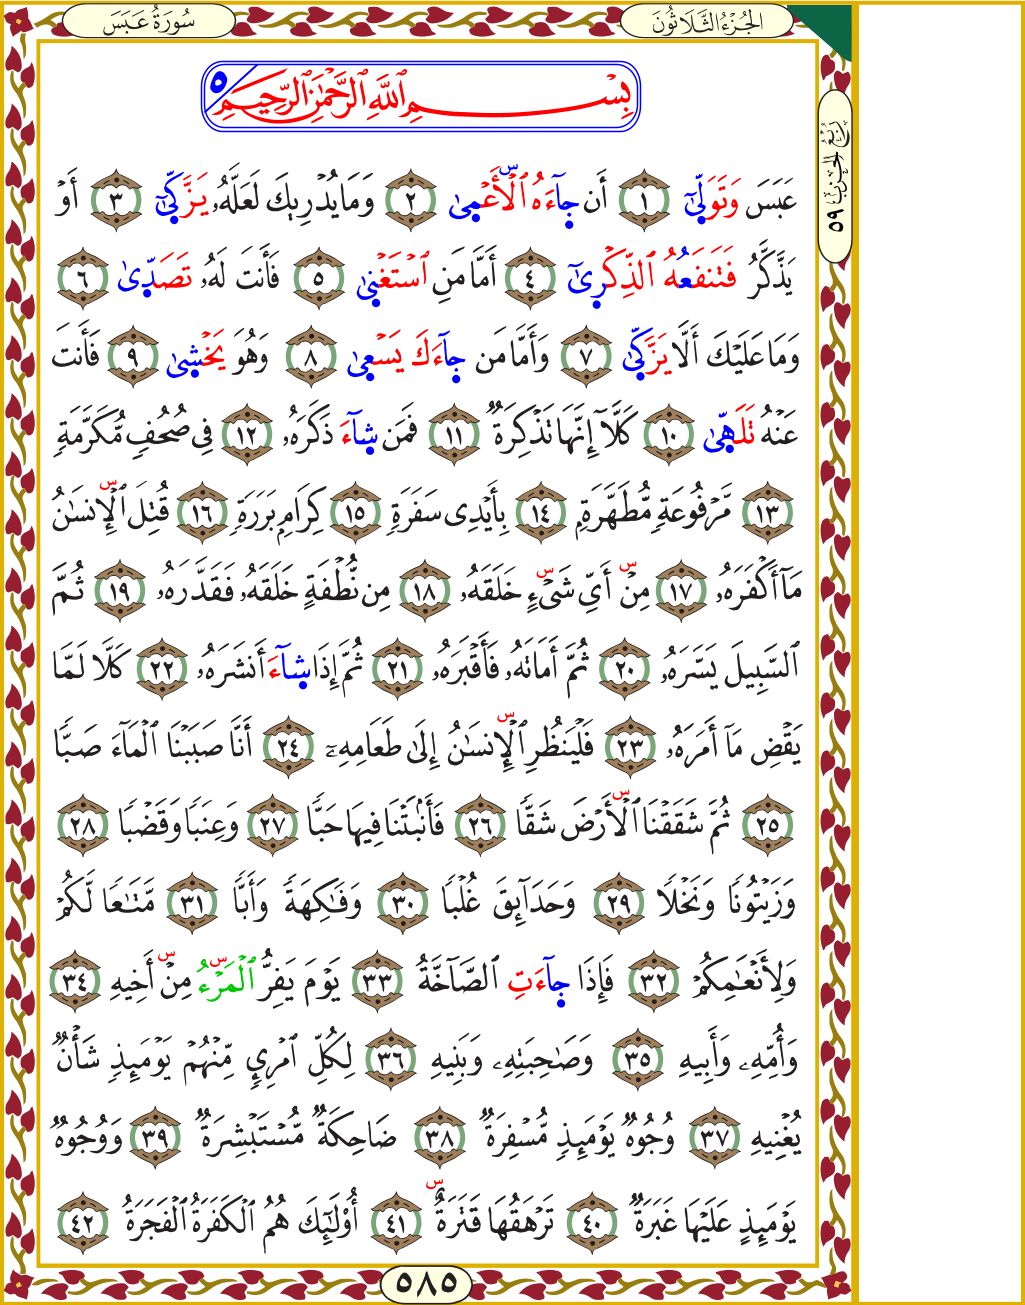 الجُزْءُ الثَّلَاثُونَ
سُورَةُ عَبَسَ
رُبُعُ الحِزْبِ ٥٩
بِسْمِ ٱللَّهِ ٱلرَّحْمَٰنِ ٱلرَّحِيمِ ٥
عَبَسَ وَتَوَلَّىٰٓ ١ أَن جَآءَهُ ٱلْأَعْمَىٰ ٢ وَمَا يُدْرِيكَ لَعَلَّهُۥ يَزَّكَّىٰٓ ٣ أَوْ
يَذَّكَّرُ فَتَنفَعُهُ ٱلذِّكْرَىٰٓ ٤ أَمَّا مَنِ ٱسْتَغْنَىٰ ٥ فَأَنتَ لَهُۥ تَصَدَّىٰ ٦
وَمَا عَلَيْكَ أَلَّا يَزَّكَّىٰ ٧ وَأَمَّا مَن جَآءَكَ يَسْعَىٰ ٨ وَهُوَ يَخْشَىٰ ٩ فَأَنتَ
عَنْهُ تَلَهَّىٰ ١٠ كَلَّآ إِنَّهَا تَذْكِرَةٌ ١١ فَمَن شَآءَ ذَكَرَهُۥ ١٢ فِى صُحُفٍ مُّكَرَّمَةٍ
١٣ مَّرْفُوعَةٍ مُّطَهَّرَةٍۭ ١٤ بِأَيْدِى سَفَرَةٍ ١٥ كِرَامٍۭ بَرَرَةٍ ١٦ قُتِلَ ٱلْإِنسَٰنُ
مَآ أَكْفَرَهُۥ ١٧ مِنْ أَىِّ شَىْءٍ خَلَقَهُۥ ١٨ مِن نُّطْفَةٍ خَلَقَهُۥ فَقَدَّرَهُۥ ١٩ ثُمَّ
ٱلسَّبِيلَ يَسَّرَهُۥ ٢٠ ثُمَّ أَمَاتَهُۥ فَأَقْبَرَهُۥ ٢١ ثُمَّ إِذَا شَآءَ أَنشَرَهُۥ ٢٢ كَلَّا لَمَّا
يَقْضِ مَآ أَمَرَهُۥ ٢٣ فَلْيَنظُرِ ٱلْإِنسَٰنُ إِلَىٰ طَعَامِهِۦٓ ٢٤ أَنَّا صَبَبْنَا ٱلْمَآءَ صَبًّا
٢٥ ثُمَّ شَقَقْنَا ٱلْأَرْضَ شَقًّا ٢٦ فَأَنۢبَتْنَا فِيهَا حَبًّا ٢٧ وَعِنَبًا وَقَضْبًا ٢٨
وَزَيْتُونًا وَنَخْلًا ٢٩ وَحَدَآئِقَ غُلْبًا ٣٠ وَفَٰكِهَةً وَأَبًّا ٣١ مَّتَٰعًا لَّكُمْ
وَلِأَنْعَٰمِكُمْ ٣٢ فَإِذَا جَآءَتِ ٱلصَّآخَّةُ ٣٣ يَوْمَ يَفِرُّ ٱلْمَرْءُ مِنْ أَخِيهِ ٣٤
وَأُمِّهِۦ وَأَبِيهِ ٣٥ وَصَٰحِبَتِهِۦ وَبَنِيهِ ٣٦ لِكُلِّ ٱمْرِئٍ مِّنْهُمْ يَوْمَئِذٍ شَأْنٌ
يُغْنِيهِ ٣٧ وُجُوهٌ يَوْمَئِذٍ مُّسْفِرَةٌ ٣٨ ضَاحِكَةٌ مُّسْتَبْشِرَةٌ ٣٩ وَوُجُوهٌ
يَوْمَئِذٍ عَلَيْهَا غَبَرَةٌ ٤٠ تَرْهَقُهَا قَتَرَةٌ ٤١ أُوْلَٰٓئِكَ هُمُ ٱلْكَفَرَةُ ٱلْفَجَرَةُ ٤٢
٥٨٥